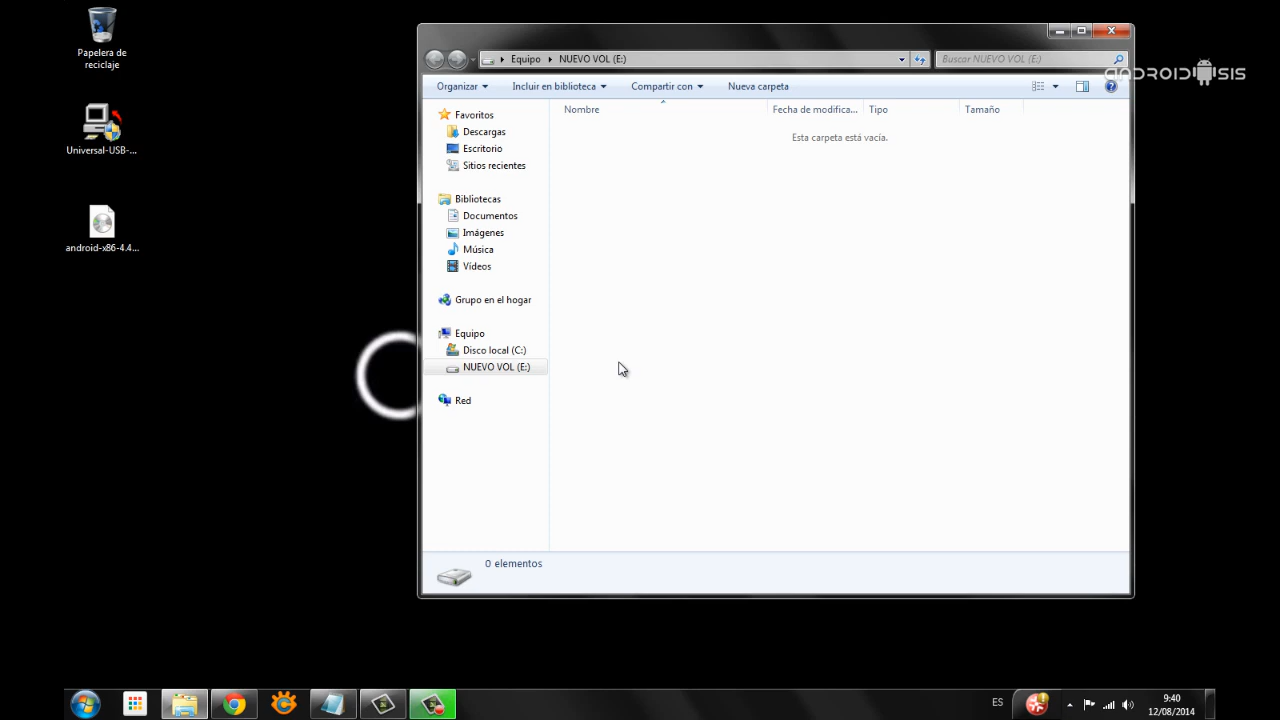 Papelera de
reciclaje
Universal-USB-...
android-x86-4.4...
Equipo ▸ NUEVO VOL (E:)
Buscar NUEVO VOL (E:)
ANDROIDSIS
Organizar
Incluir en biblioteca
Compartir con
Nueva carpeta
Nombre
Fecha de modifica...
Tipo
Tamaño
Esta carpeta está vacía.
Favoritos
Descargas
Escritorio
Sitios recientes
Bibliotecas
Documentos
Imágenes
Música
Vídeos
Grupo en el hogar
Equipo
Disco local (C:)
NUEVO VOL (E:)
Red
0 elementos
ES
9:40
12/08/2014